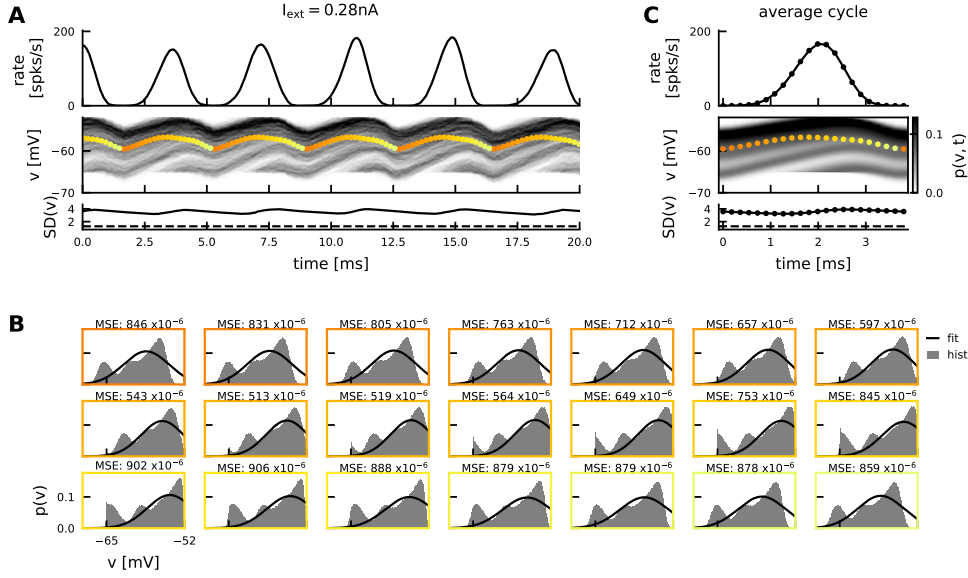 A
I_ext = 0.28nA
rate
[spks/s]
200
0
v [mV]
−60
−70
SD(v)
4
2
0.0 2.5 5.0 7.5 10.0 12.5 15.0 17.5 20.0
time [ms]
C
average cycle
rate
[spks/s]
200
0
v [mV]
−60
−70
0.1
0.0
p(v, t)
SD(v)
4
2
0 1 2 3
time [ms]
B
MSE: 846 x10⁻⁶ MSE: 831 x10⁻⁶ MSE: 805 x10⁻⁶ MSE: 763 x10⁻⁶ MSE: 712 x10⁻⁶ MSE: 657 x10⁻⁶ MSE: 597 x10⁻⁶
fit
hist
MSE: 543 x10⁻⁶ MSE: 513 x10⁻⁶ MSE: 519 x10⁻⁶ MSE: 564 x10⁻⁶ MSE: 649 x10⁻⁶ MSE: 753 x10⁻⁶ MSE: 845 x10⁻⁶
MSE: 902 x10⁻⁶ MSE: 906 x10⁻⁶ MSE: 888 x10⁻⁶ MSE: 879 x10⁻⁶ MSE: 879 x10⁻⁶ MSE: 878 x10⁻⁶ MSE: 859 x10⁻⁶
p(v)
0.1
0.0
−65 −52
v [mV]